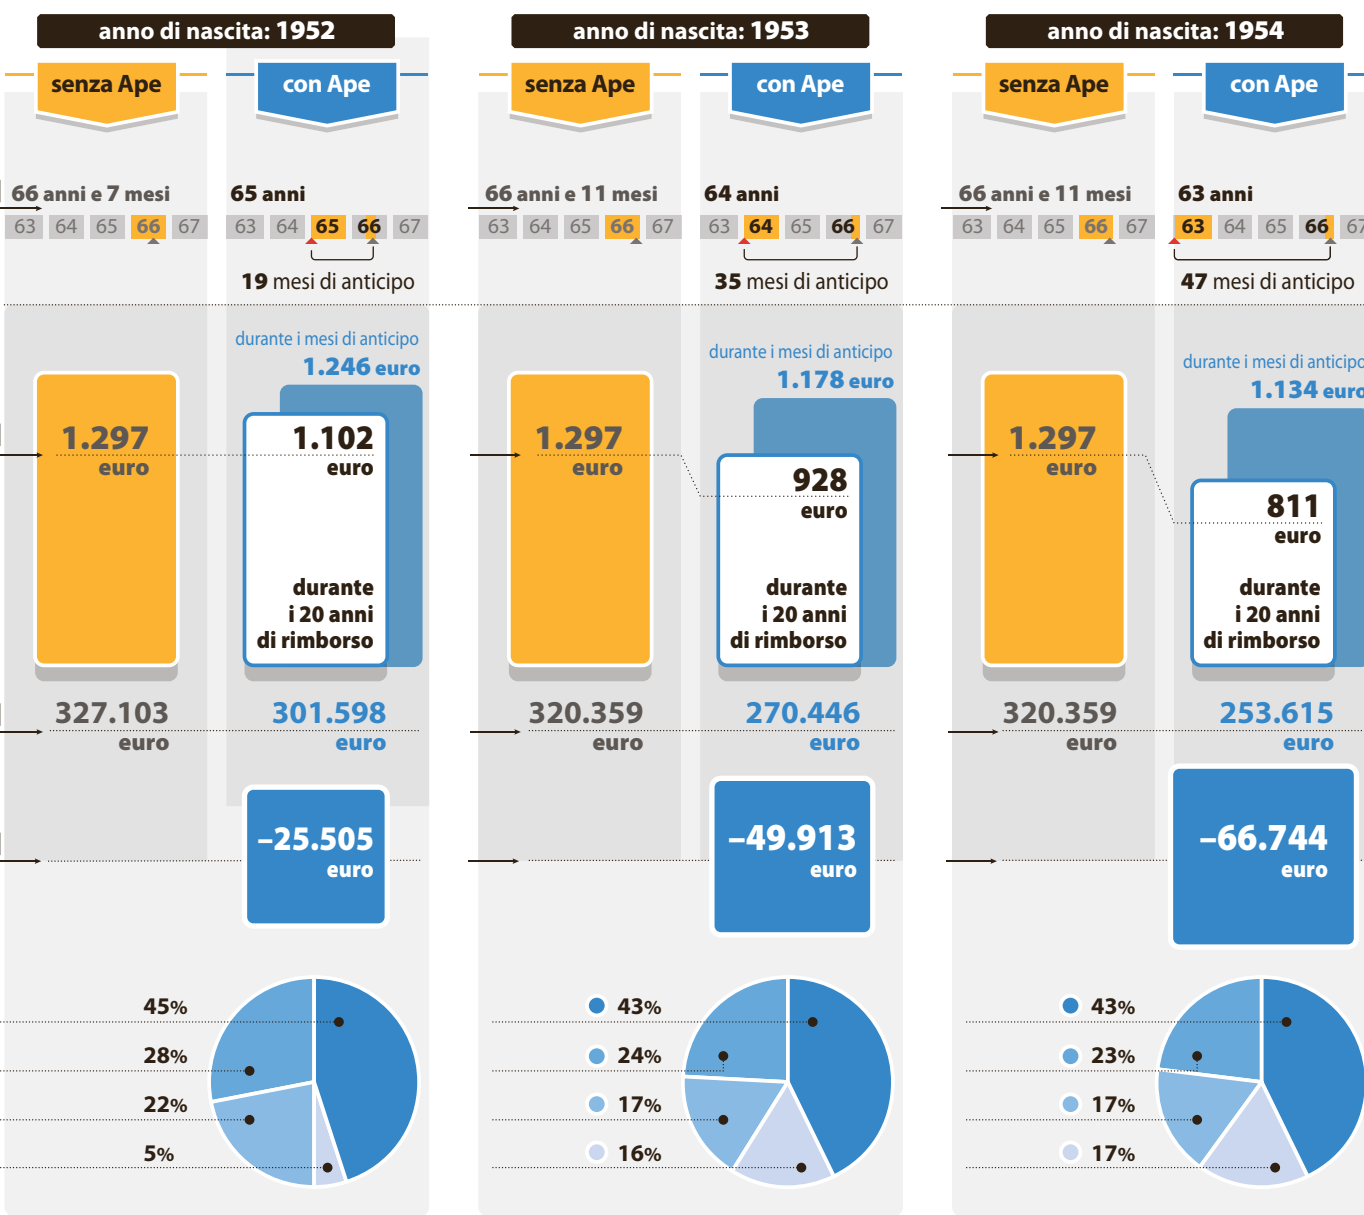 anno di nascita: 1952
senza Ape
con Ape
66 anni e 7 mesi
65 anni
63 64 65 66 67
63 64 65 66 67
19 mesi di anticipo
durante i mesi di anticipo
1.246 euro
1.297
euro
1.102
euro
durante
i 20 anni
di rimborso
327.103
euro
301.598
euro
–25.505
euro
45%
28%
22%
5%
anno di nascita: 1953
senza Ape
con Ape
66 anni e 11 mesi
64 anni
63 64 65 66 67
63 64 65 66 67
35 mesi di anticipo
durante i mesi di anticipo
1.178 euro
1.297
euro
928
euro
durante
i 20 anni
di rimborso
320.359
euro
270.446
euro
–49.913
euro
43%
24%
17%
16%
anno di nascita: 1954
senza Ape
con Ape
66 anni e 11 mesi
63 anni
63 64 65 66 67
63 64 65 66 67
47 mesi di anticipo
durante i mesi di anticipo
1.134 euro
1.297
euro
811
euro
durante
i 20 anni
di rimborso
320.359
euro
253.615
euro
–66.744
euro
43%
23%
17%
17%